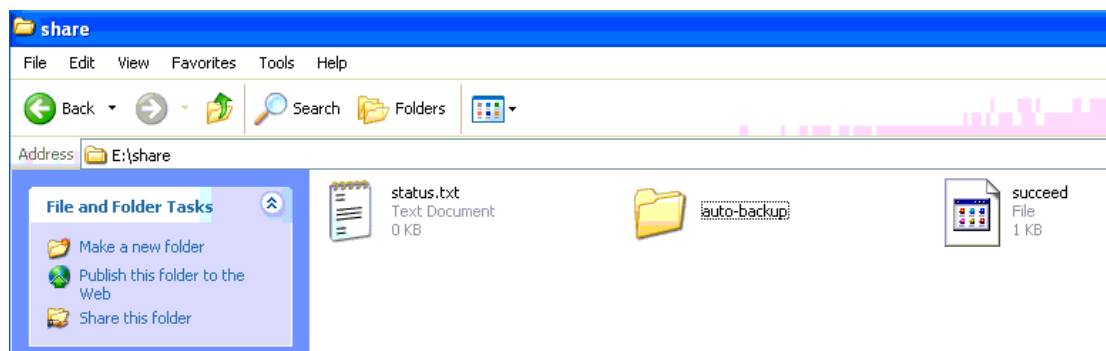 share
File Edit View Favorites Tools Help
Back Search Folders
Address E:\share
File and Folder Tasks
Make a new folder
Publish this folder to the
Web
Share this folder
status.txt
Text Document
0 KB
auto-backup
succeed
File
1 KB